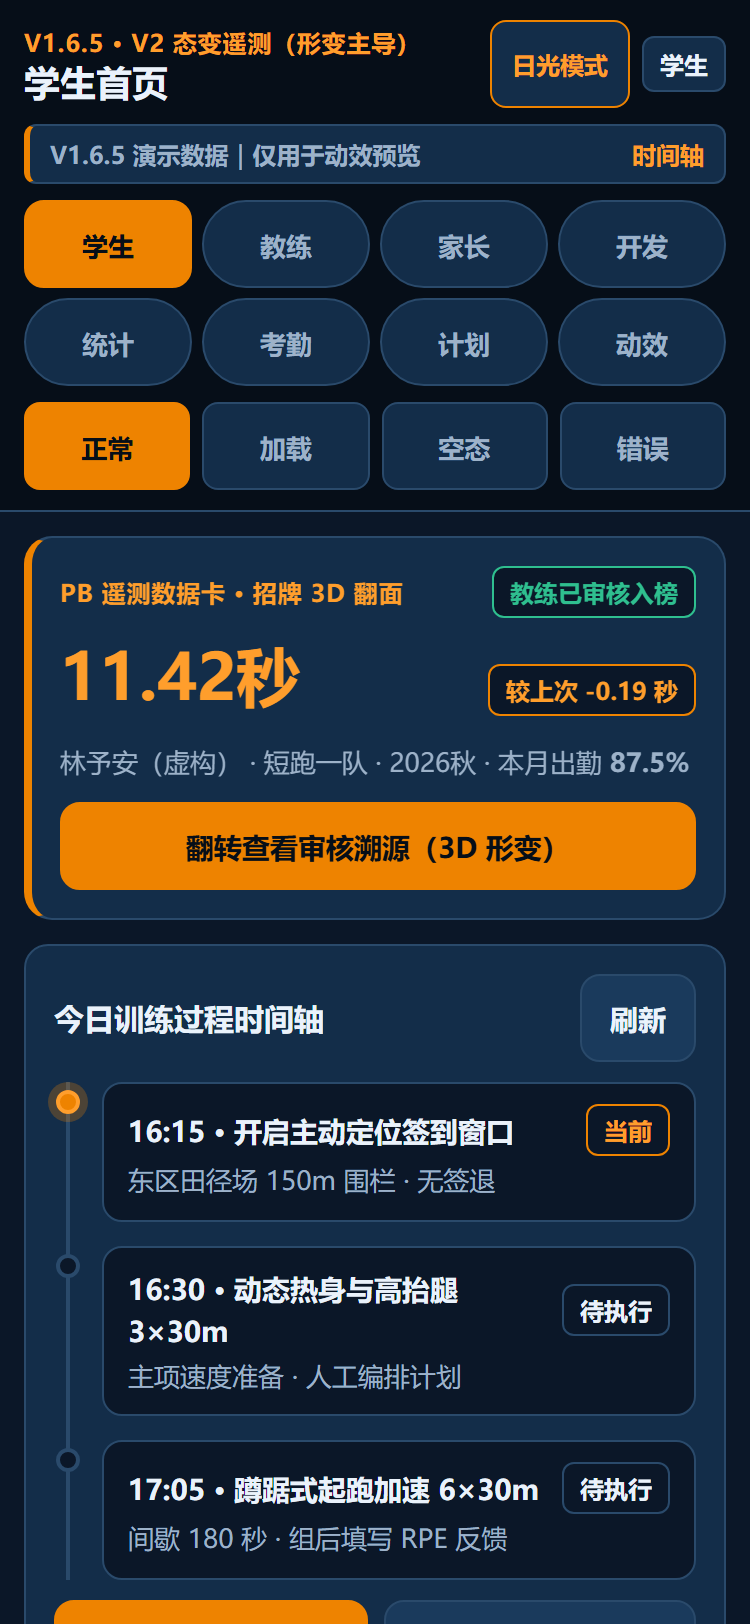 V1.6.5 • V2 态变遥测（形变主导）
学生首页
日光模式
学生
V1.6.5 演示数据 | 仅用于动效预览
时间轴
学生
教练
家长
开发
统计
考勤
计划
动效
正常
加载
空态
错误
PB 遥测数据卡 • 招牌 3D 翻面
教练已审核入榜
11.42秒
较上次 -0.19 秒
林予安（虚构） · 短跑一队 · 2026秋 · 本月出勤 87.5%
翻转查看审核溯源（3D 形变）
今日训练过程时间轴
刷新
16:15 • 开启主动定位签到窗口
当前
东区田径场 150m 围栏 · 无签退
16:30 • 动态热身与高抬腿
3×30m
待执行
主项速度准备 · 人工编排计划
17:05 • 蹲踞式起跑加速 6×30m
待执行
间歇 180 秒 · 组后填写 RPE 反馈